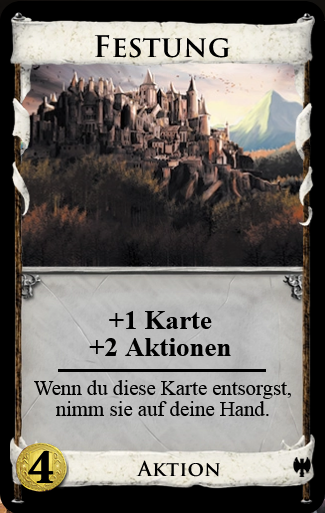 Festung
+1 Karte
+2 Aktionen
Wenn du diese Karte entsorgst,
nimm sie auf deine Hand.
4
Aktion